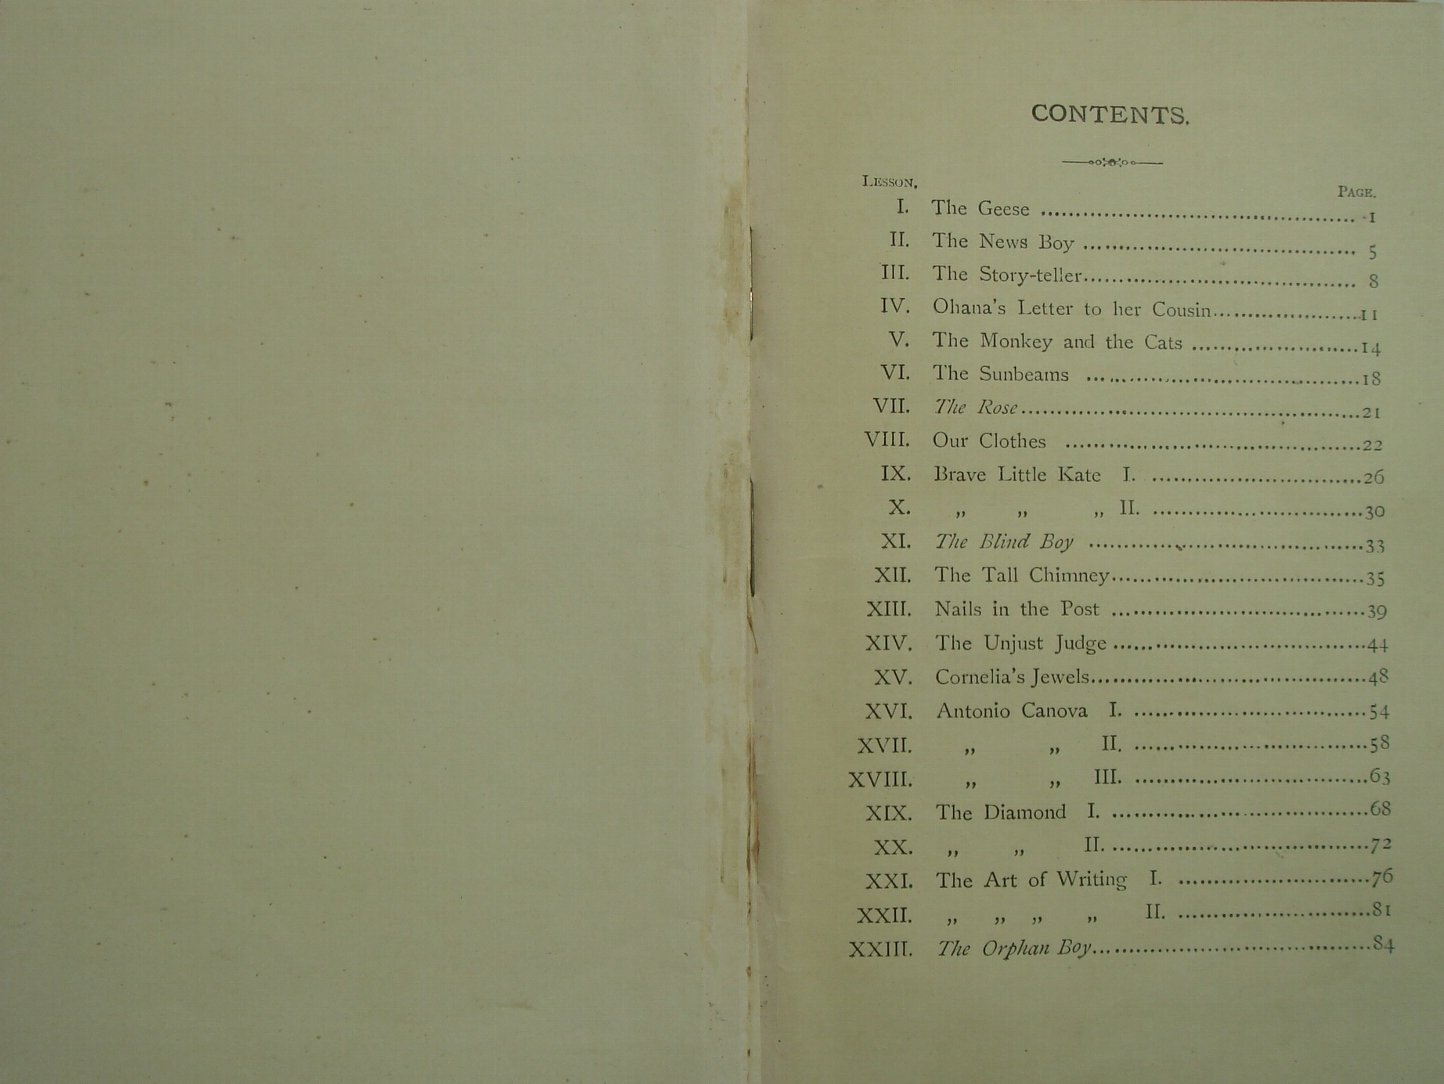 CONTENTS.
LESSON. PAGE.
I. The Geese ........................................ 1
II. The News Boy ........................................ 5
III. The Story-teller........................................ 8
IV. Ohana's Letter to her Cousin.....................11
V. The Monkey and the Cats ........................14
VI. The Sunbeams ........................................18
VII. The Rose................................................21
VIII. Our Clothes ..........................................22
IX. Brave Little Kate I. ..............................26
X. „ „ „ II. ..............................30
XI. The Blind Boy ........................................33
XII. The Tall Chimney....................................35
XIII. Nails in the Post ....................................39
XIV. The Unjust Judge ....................................44
XV. Cornelia's Jewels........................................48
XVI. Antonio Canova I. ..................................54
XVII. „ „ II. ..................................58
XVIII. „ „ III. ..................................63
XIX. The Diamond I. ......................................68
XX. „ „ II. ......................................72
XXI. The Art of Writing I. ............................76
XXII. „ „ „ „ II. ............................81
XXIII. The Orphan Boy........................................84